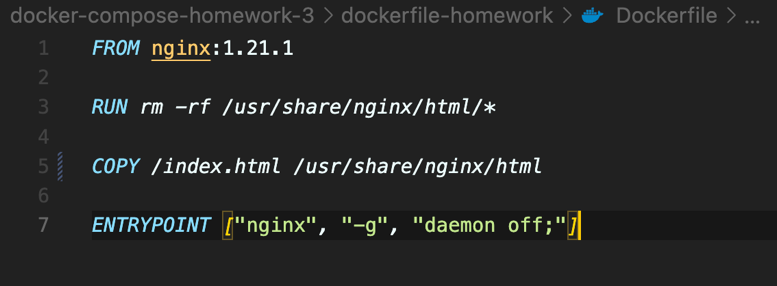 docker-compose-homework-3 > dockerfile-homework > Dockerfile > ...
1 FROM nginx:1.21.1
2
3 RUN rm -rf /usr/share/nginx/html/*
4
5 COPY /index.html /usr/share/nginx/html
6
7 ENTRYPOINT ["nginx", "-g", "daemon off;"]